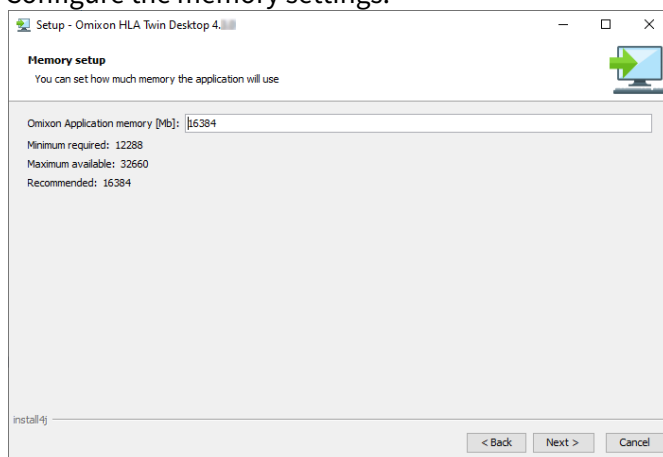 Configure the memory settings.
Setup - Omixon HLA Twin Desktop 4.
Memory setup
You can set how much memory the application will use
Omixon Application memory [Mb]: 16384
Minimum required: 12288
Maximum available: 32660
Recommended: 16384
install4j
< Back Next > Cancel